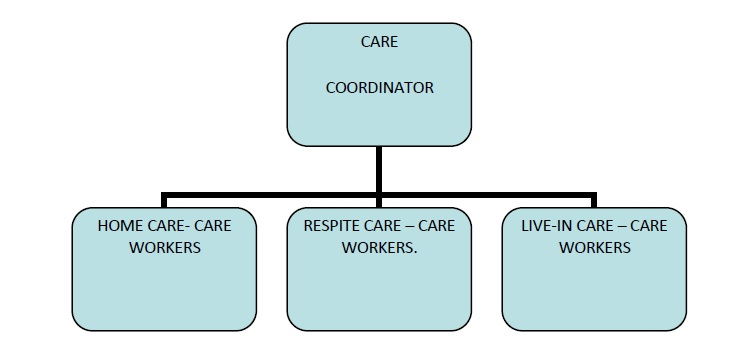 CARE
COORDINATOR
HOME CARE- CARE
WORKERS
RESPITE CARE – CARE
WORKERS.
LIVE-IN CARE – CARE
WORKERS